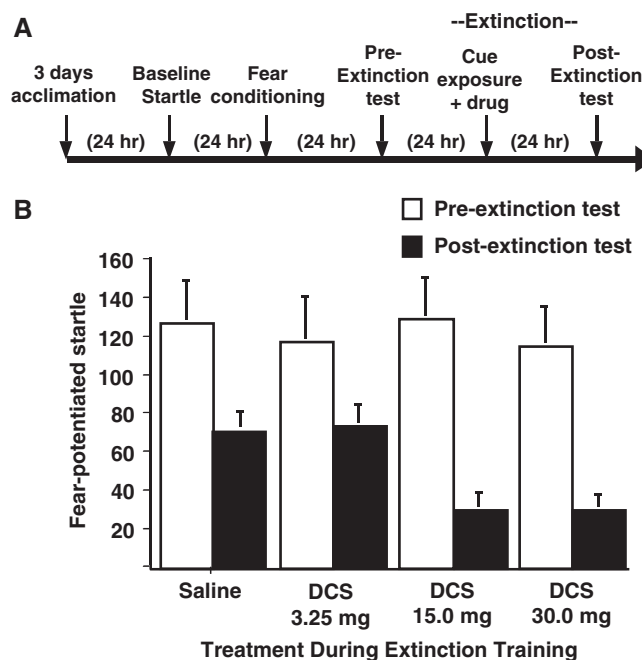 A
--Extinction--
3 days
acclimation
Baseline
Startle
Fear
conditioning
Pre-
Extinction
test
Cue
exposure
+ drug
Post-
Extinction
test
(24 hr) (24 hr) (24 hr) (24 hr) (24 hr)
B
Pre-extinction test
Post-extinction test
Fear-potentiated startle
160
140
120
100
80
60
40
20
Saline
DCS
3.25 mg
DCS
15.0 mg
DCS
30.0 mg
Treatment During Extinction Training